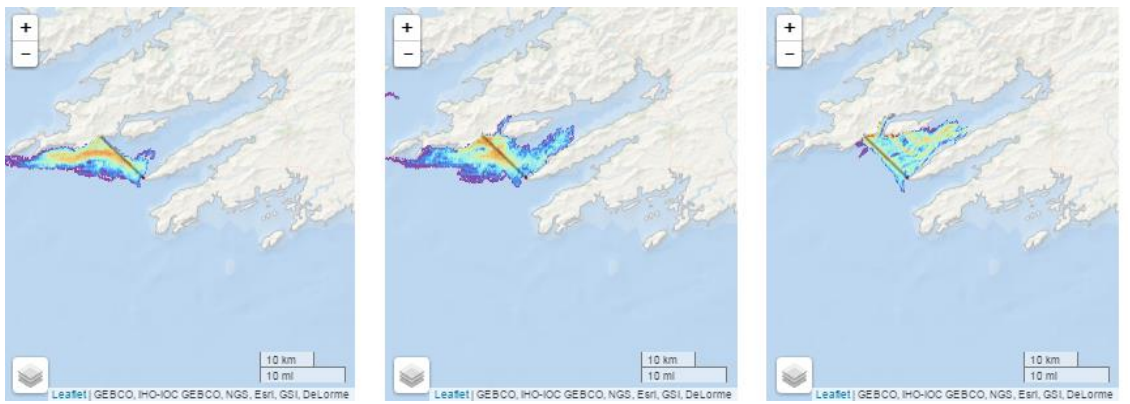 +
−
10 km
10 mi
Leaflet | GEBCO, IHO-IOC GEBCO, NGS, Esri, GSI, DeLorme
+
−
10 km
10 mi
Leaflet | GEBCO, IHO-IOC GEBCO, NGS, Esri, GSI, DeLorme
+
−
10 km
10 mi
Leaflet | GEBCO, IHO-IOC GEBCO, NGS, Esri, GSI, DeLorme